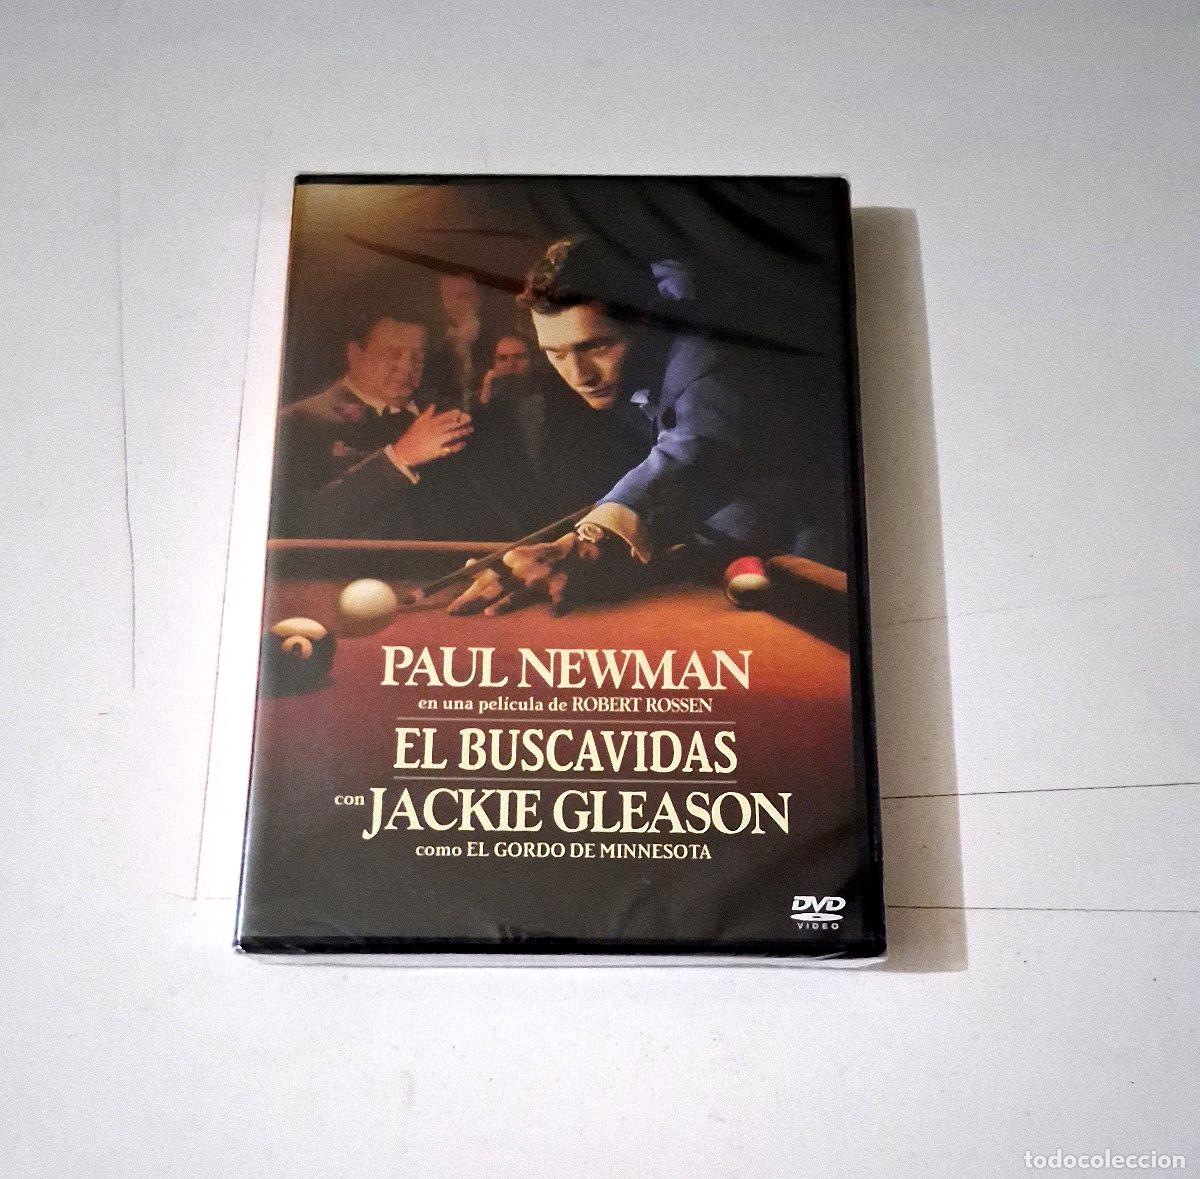 PAUL NEWMAN
en una película de ROBERT ROSSEN
EL BUSCAVIDAS
con JACKIE GLEASON
como EL GORDO DE MINNESOTA
DVD
VIDEO
todocoleccion